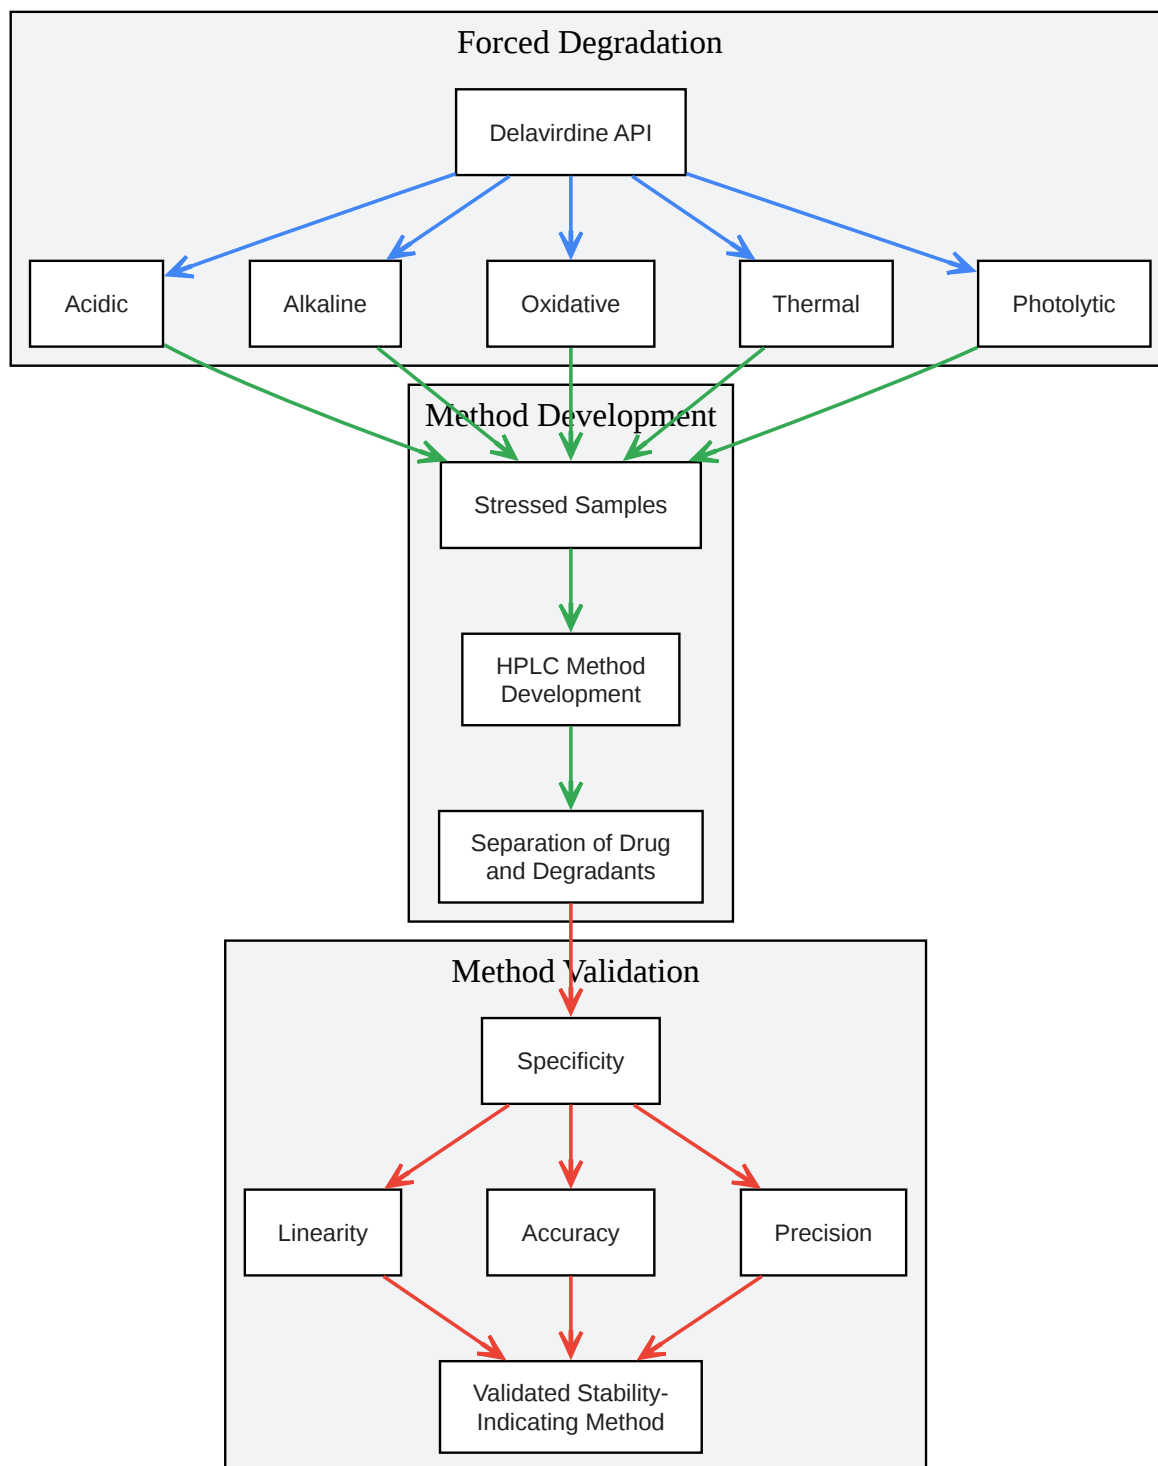 Forced Degradation
Delavirdine API
Acidic
Alkaline
Oxidative
Thermal
Photolytic
Method Development
Stressed Samples
HPLC Method
Development
Separation of Drug
and Degradants
Method Validation
Specificity
Linearity
Accuracy
Precision
Validated Stability-
Indicating Method